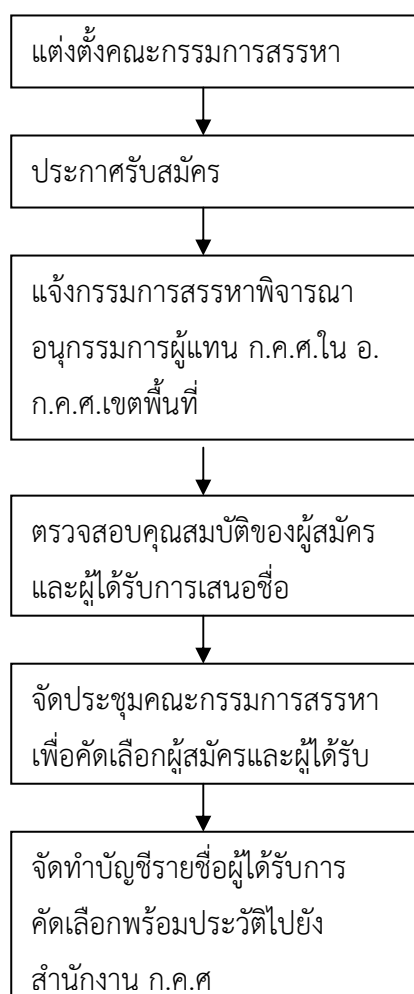 แต่งตั้งคณะกรรมการสรรหา
ประกาศรับสมัคร
แจ้งกรรมการสรรหาพิจารณา
อนุกรรมการผู้แทน ก.ค.ศ.ใน อ.
ก.ค.ศ.เขตพื้นที่
ตรวจสอบคุณสมบัติของผู้สมัคร
และผู้ได้รับการเสนอชื่อ
จัดประชุมคณะกรรมการสรรหา
เพื่อคัดเลือกผู้สมัครและผู้ได้รับ
จัดทำบัญชีรายชื่อผู้ได้รับการ
คัดเลือกพร้อมประวัติไปยัง
สำนักงาน ก.ค.ศ